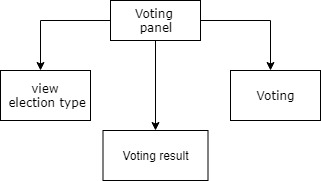 Voting
panel
view
election type
Voting
Voting result